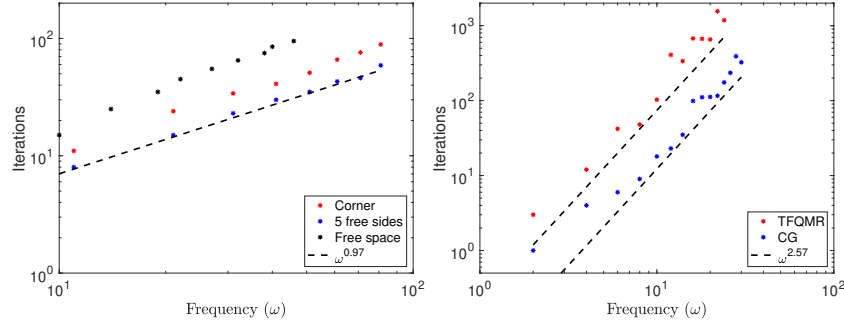 10^2
10^1
10^0
10^1
10^2
Iterations
Frequency (ω)
Corner
5 free sides
Free space
ω^0.97
10^3
10^2
10^1
10^0
10^0
10^1
10^2
Iterations
Frequency (ω)
TFQMR
CG
ω^2.57